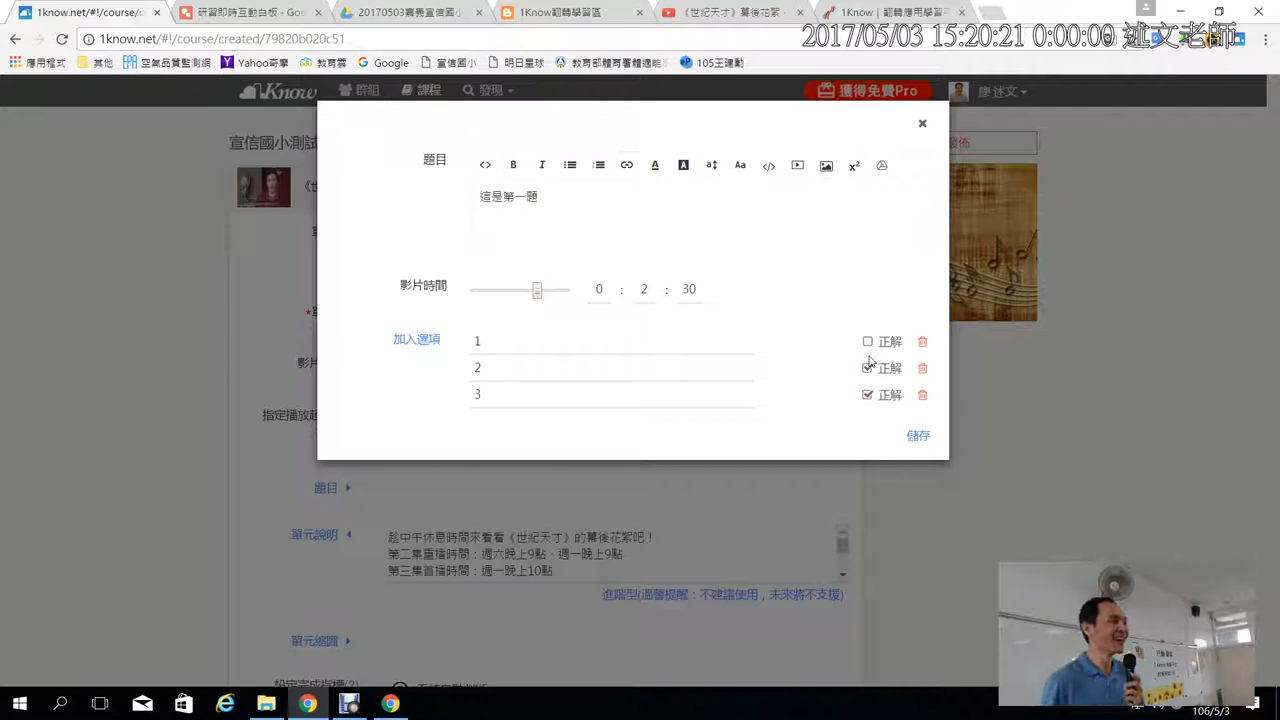 1Know.net/#!/course/c
研習即時互動白板 - Goo
20170503嘉義宣信國小
1Know翻轉學習區
《世紀天才》幕後花絮
1Know | 翻轉應用學習平
1know.net/#!/course/created/79820b020c51
2017/05/03 15:20:21 0:00:00 述文老師
應用程式 其他 空氣品質監測網 Yahoo奇摩 教育雲 Google 宣信國小 明日星球 教育部體育署體適能 105王建勳
1Know 群組 課程 發現 獲得免費Pro 廖 述文
宣信國小測試
發佈
題目
這是第一題
影片時間 0 : 2 : 30
加入選項 1 正解
2 正解
3 正解
儲存
影片
指定播放起
題目
單元說明 趁中午休息時間來看看《世紀天才》的幕後花絮吧！
第二集重播時間：週六晚上9點、週一晚上9點
第三集首播時間：週一晚上10點
進階型(溫馨提醒：不建議使用，未來將不支援)
單元縮圖
設定完成指標(?)
106/5/3